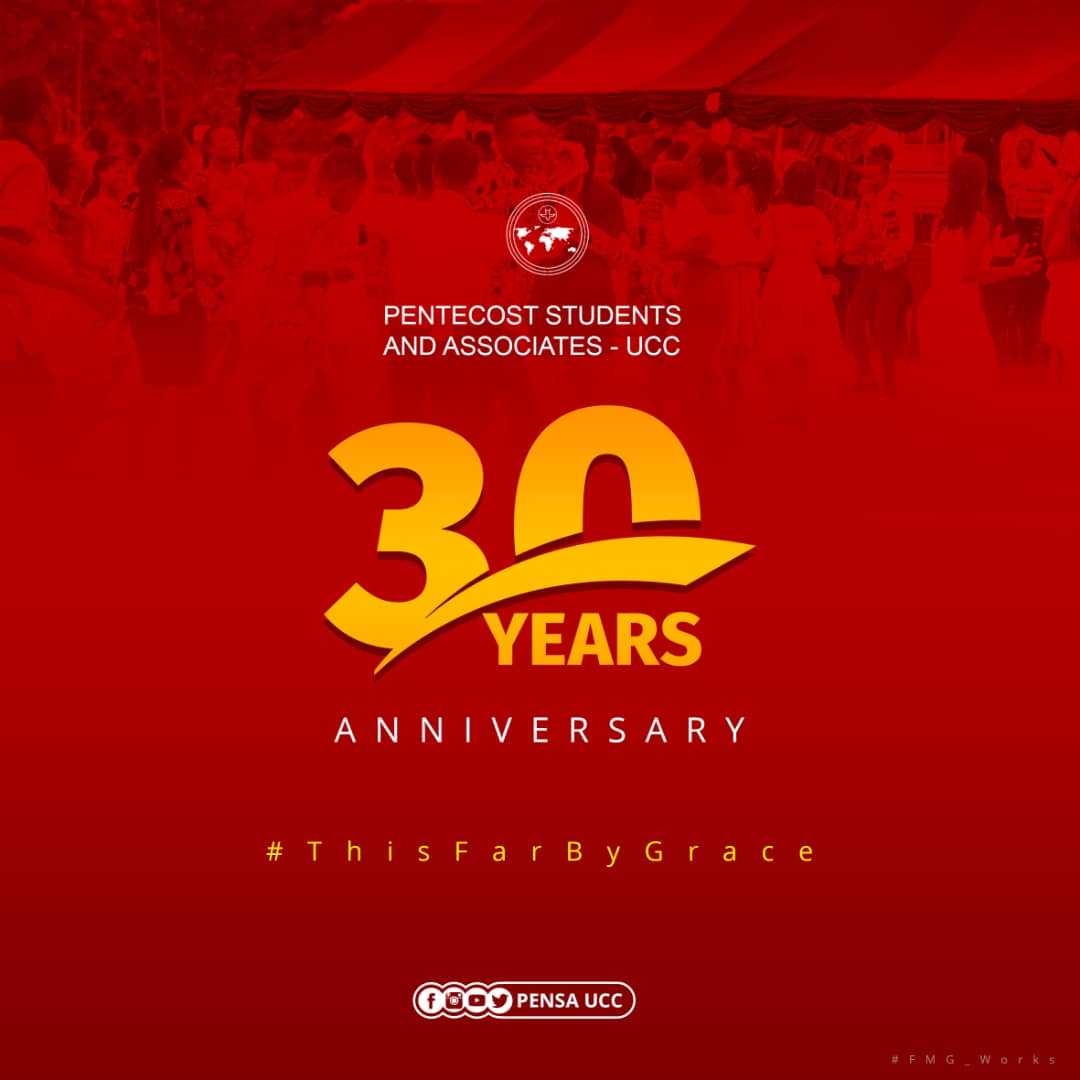 PENTECOST STUDENTS
AND ASSOCIATES - UCC
30
YEARS
ANNIVERSARY
#ThisFarByGrace
PENSA UCC
#FMG_Works